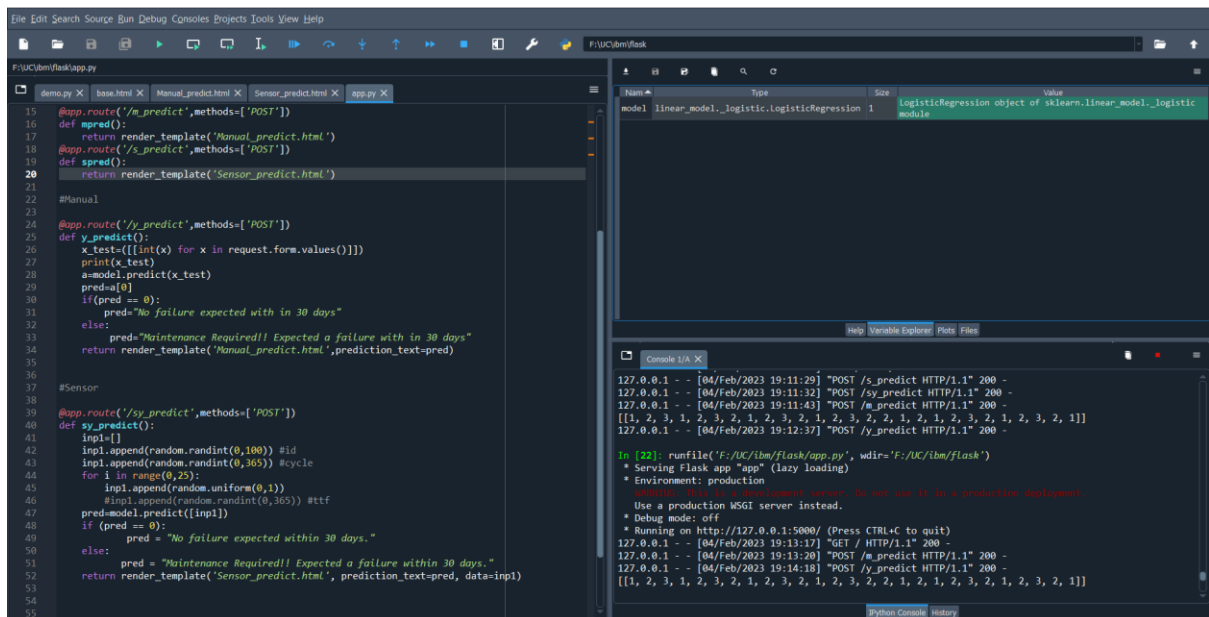 File Edit Search Source Run Debug Consoles Projects Tools View Help
F:\UC\ibm\flask
F:\UC\ibm\flask\app.py
demo.py X base.html X Manual_predict.html X Sensor_predict.html X app.py X
15 @app.route('/m_predict',methods=['POST'])
16 def mpred():
17 return render_template('Manual_predict.html')
18 @app.route('/s_predict',methods=['POST'])
19 def spred():
20 return render_template('Sensor_predict.html')
21
22 #Manual
23
24 @app.route('/y_predict',methods=['POST'])
25 def y_predict():
26 x_test=([[int(x) for x in request.form.values()]])
27 print(x_test)
28 a=model.predict(x_test)
29 pred=a[0]
30 if(pred == 0):
31 pred="No failure expected with in 30 days"
32 else:
33 pred="Maintenance Required!! Expected a failure with in 30 days"
34 return render_template('Manual_predict.html',prediction_text=pred)
35
36
37 #Sensor
38
39 @app.route('/sy_predict',methods=['POST'])
40 def sy_predict():
41 inp1=[]
42 inp1.append(random.randint(0,100)) #id
43 inp1.append(random.randint(0,365)) #cycle
44 for i in range(0,25):
45 inp1.append(random.uniform(0,1))
46 #inp1.append(random.randint(0,365)) #ttf
47 pred=model.predict([inp1])
48 if (pred == 0):
49 pred = "No failure expected within 30 days."
50 else:
51 pred = "Maintenance Required!! Expected a failure within 30 days."
52 return render_template('Sensor_predict.html', prediction_text=pred, data=inp1)
53
54
55
Nam Type Size Value
model linear_model._logistic.LogisticRegression 1 LogisticRegression object of sklearn.linear_model._logistic
module
Help Variable Explorer Plots Files
Console 1/A X
127.0.0.1 - - [04/Feb/2023 19:11:29] "POST /s_predict HTTP/1.1" 200 -
127.0.0.1 - - [04/Feb/2023 19:11:32] "POST /sy_predict HTTP/1.1" 200 -
127.0.0.1 - - [04/Feb/2023 19:11:43] "POST /m_predict HTTP/1.1" 200 -
[[1, 2, 3, 1, 2, 3, 2, 1, 2, 3, 2, 1, 2, 3, 2, 2, 1, 2, 1, 2, 3, 2, 1, 2, 3, 2, 1]]
127.0.0.1 - - [04/Feb/2023 19:12:37] "POST /y_predict HTTP/1.1" 200 -
In [22]: runfile('F:/UC/ibm/flask/app.py', wdir='F:/UC/ibm/flask')
* Serving Flask app "app" (lazy loading)
* Environment: production
WARNING: This is a development server. Do not use it in a production deployment.
Use a production WSGI server instead.
* Debug mode: off
* Running on http://127.0.0.1:5000/ (Press CTRL+C to quit)
127.0.0.1 - - [04/Feb/2023 19:13:17] "GET / HTTP/1.1" 200 -
127.0.0.1 - - [04/Feb/2023 19:13:20] "POST /m_predict HTTP/1.1" 200 -
127.0.0.1 - - [04/Feb/2023 19:14:18] "POST /y_predict HTTP/1.1" 200 -
[[1, 2, 3, 1, 2, 3, 2, 1, 2, 3, 2, 1, 2, 3, 2, 2, 1, 2, 1, 2, 3, 2, 1, 2, 3, 2, 1]]
IPython Console History